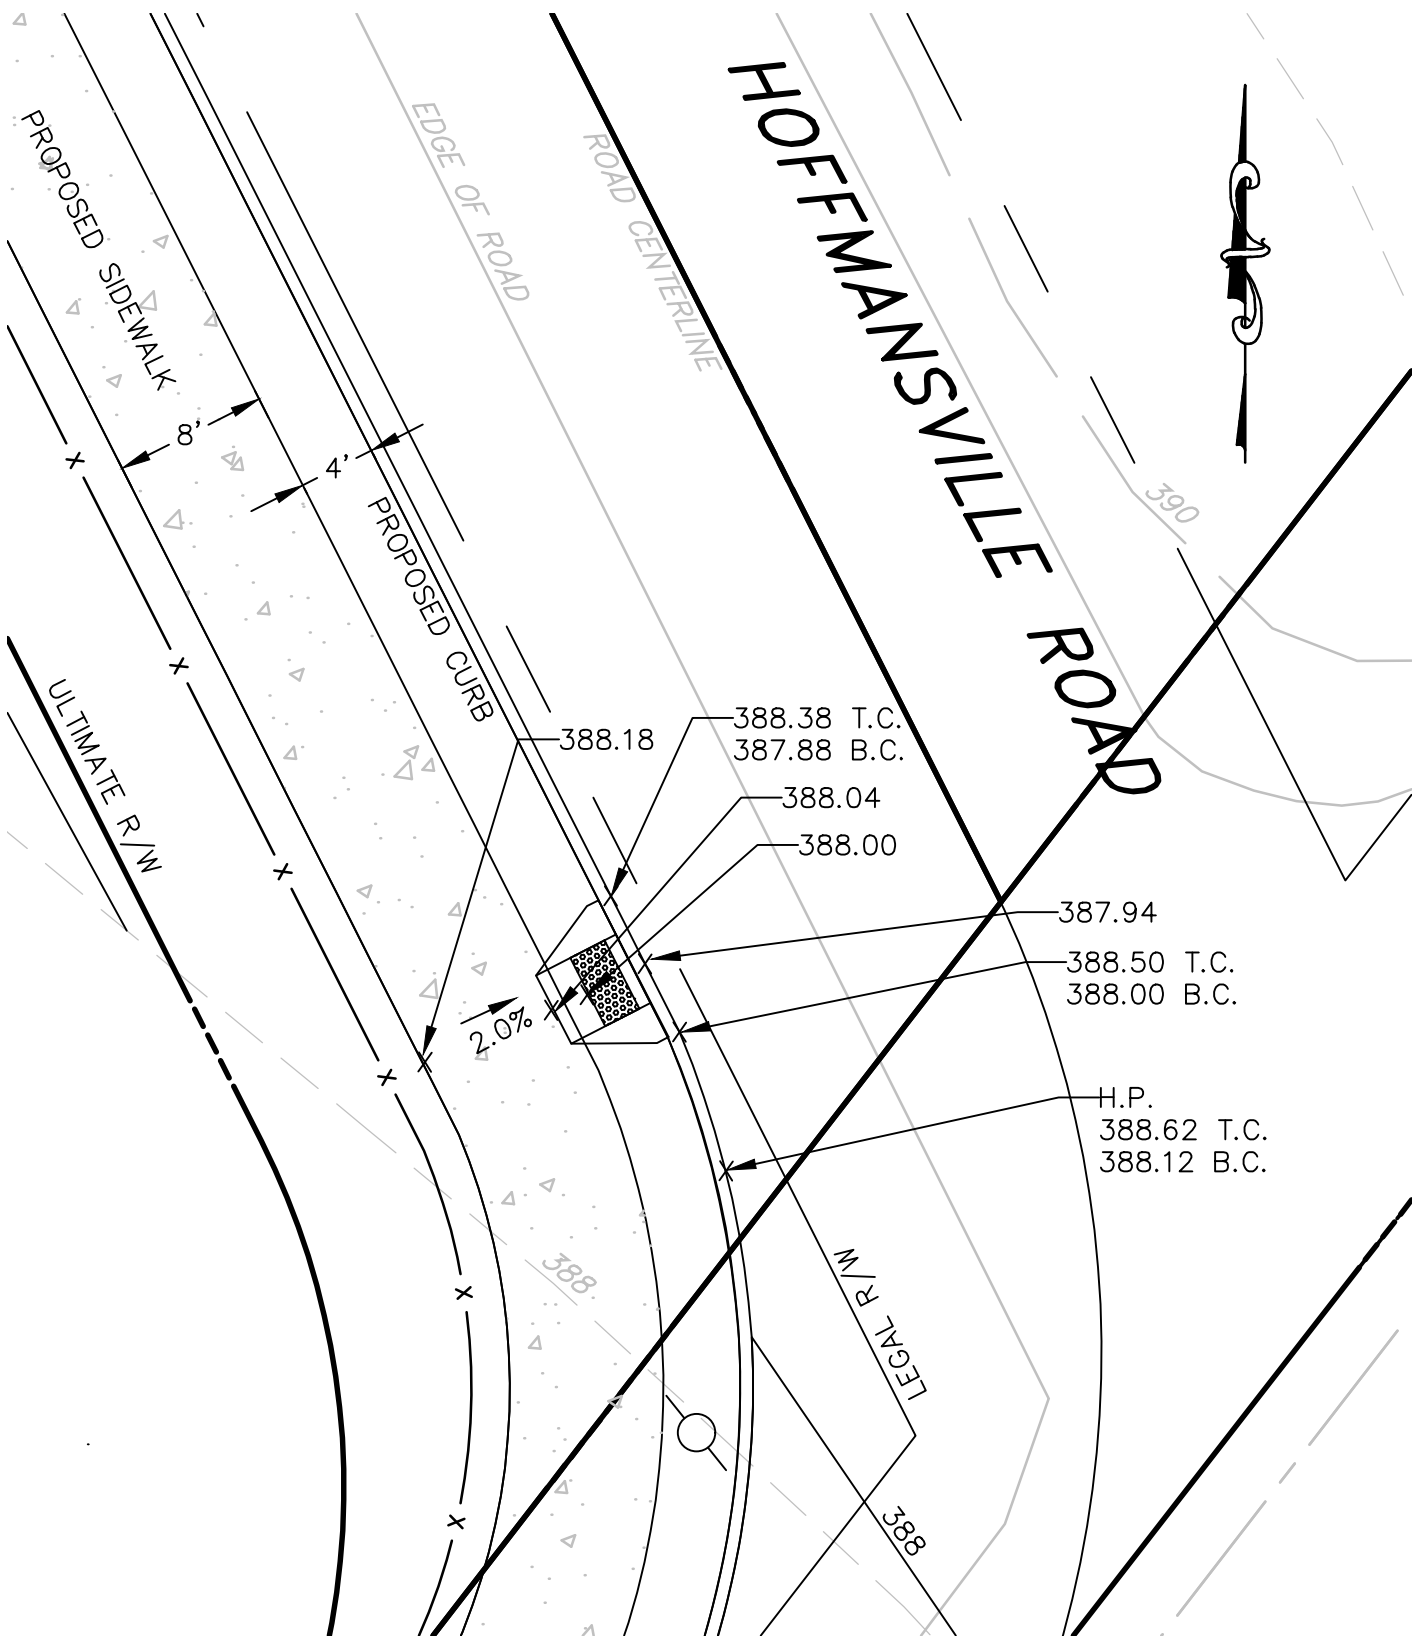 HOFFMANSVILLE ROAD
EDGE OF ROAD
ROAD CENTERLINE
PROPOSED SIDEWALK
8'
4'
PROPOSED CURB
390
ULTIMATE R/W
388.18
388.38 T.C.
387.88 B.C.
388.04
388.00
387.94
388.50 T.C.
388.00 B.C.
2.0%
H.P.
388.62 T.C.
388.12 B.C.
388
LEGAL R/W
388
X
X
X
X
X
X